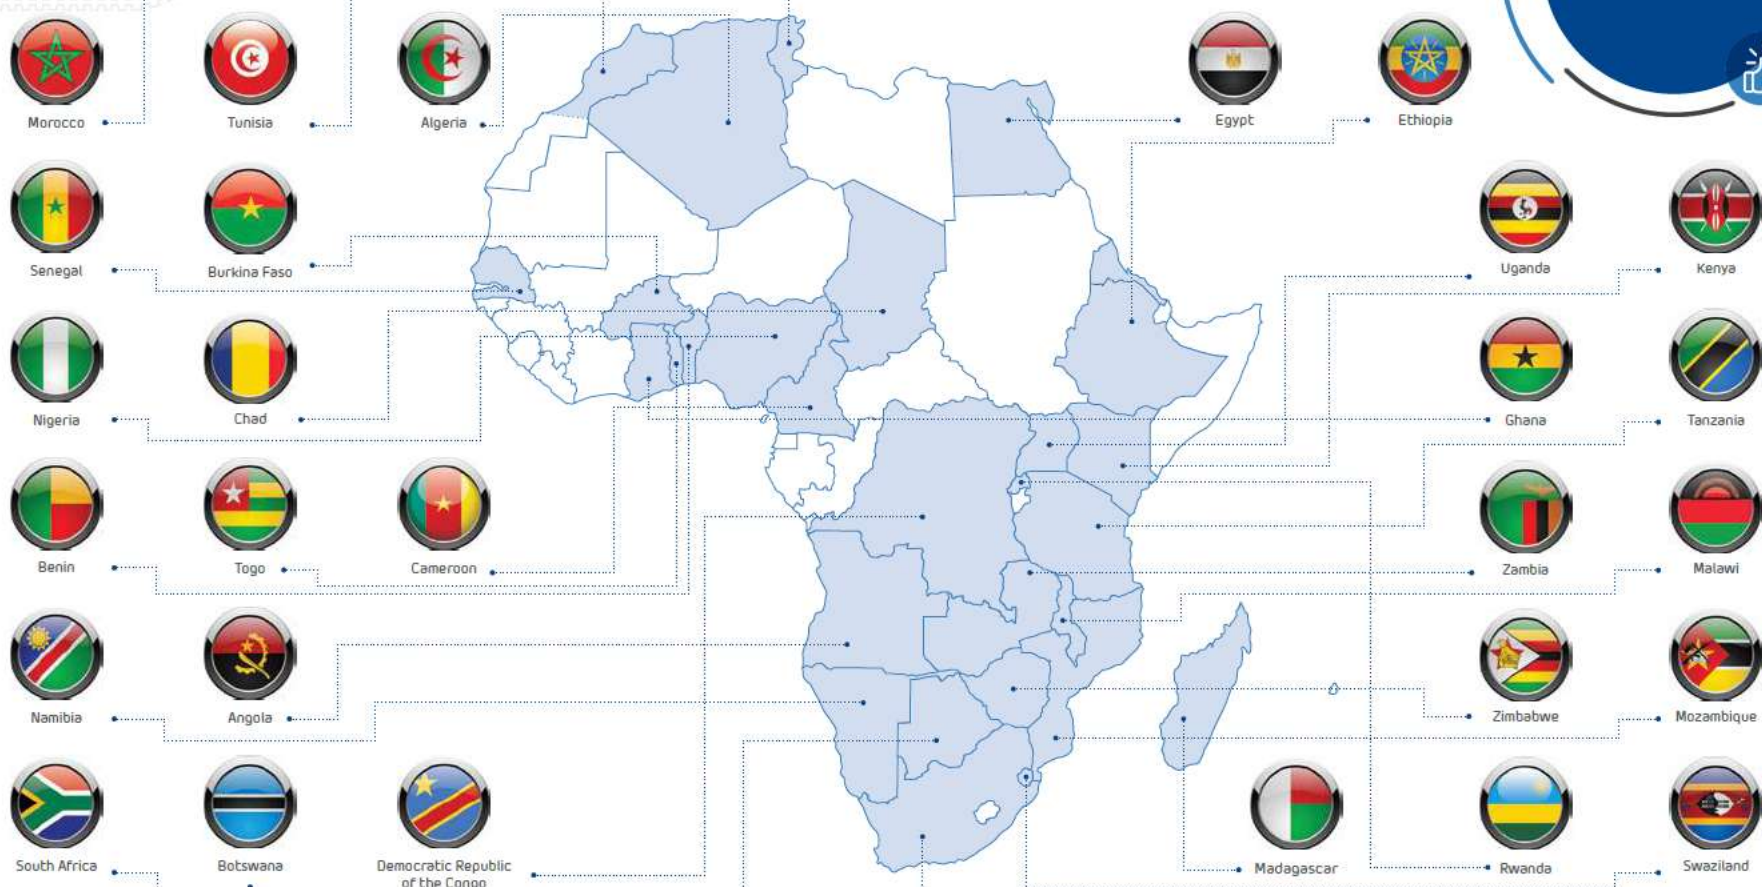 Morocco
Tunisia
Algeria
Egypt
Ethiopia
Senegal
Burkina Faso
Uganda
Kenya
Nigeria
Chad
Ghana
Tanzania
Benin
Togo
Cameroon
Zambia
Malawi
Namibia
Angola
Zimbabwe
Mozambique
South Africa
Botswana
Democratic Republic
of the Congo
Madagascar
Rwanda
Swaziland